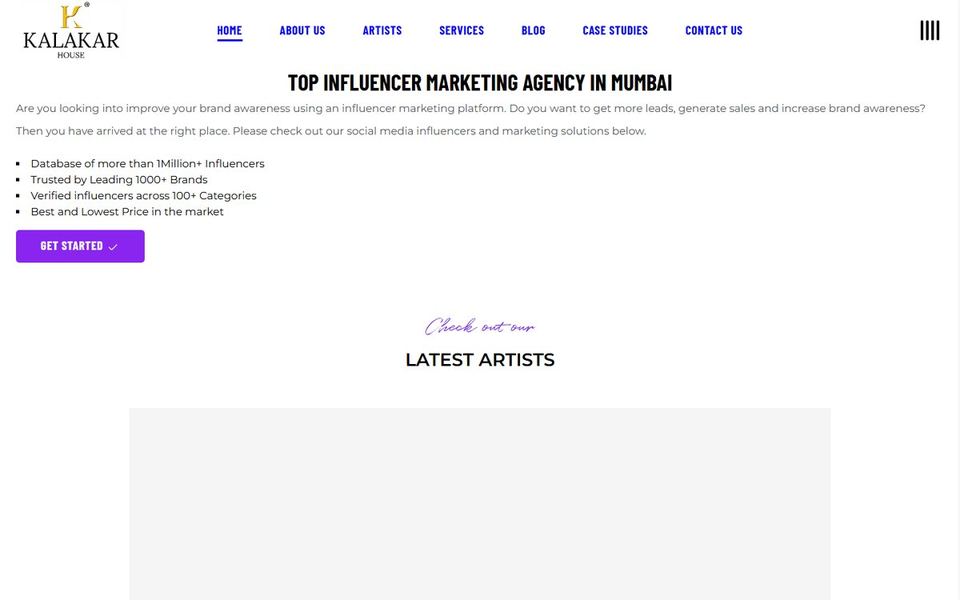 K®
KALAKAR
HOUSE
HOME ABOUT US ARTISTS SERVICES BLOG CASE STUDIES CONTACT US
TOP INFLUENCER MARKETING AGENCY IN MUMBAI
Are you looking into improve your brand awareness using an influencer marketing platform. Do you want to get more leads, generate sales and increase brand awareness?
Then you have arrived at the right place. Please check out our social media influencers and marketing solutions below.
Database of more than 1Million+ Influencers
Trusted by Leading 1000+ Brands
Verified influencers across 100+ Categories
Best and Lowest Price in the market
GET STARTED
Check out our
LATEST ARTISTS